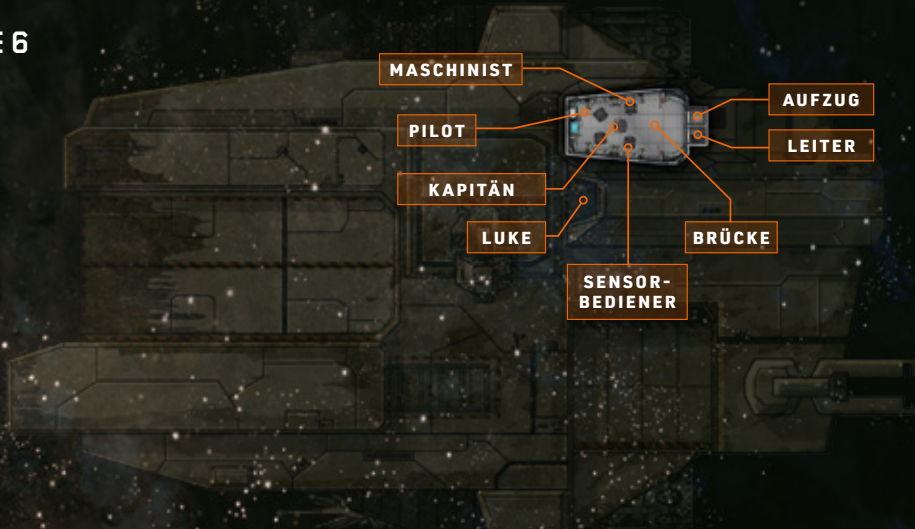 E 6
MASCHINIST
AUFZUG
PILOT
LEITER
KAPITÄN
LUKE
BRÜCKE
SENSOR-
BEDIENER